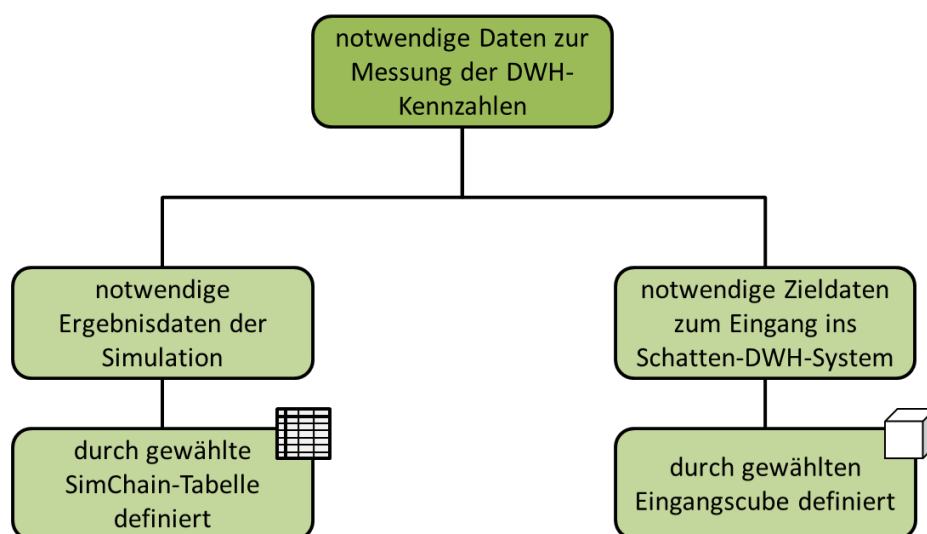 notwendige Daten zur
Messung der DWH-
Kennzahlen
notwendige
Ergebnisdaten der
Simulation
notwendige Zieldaten
zum Eingang ins
Schatten-DWH-System
durch gewählte
SimChain-Tabelle
definiert
durch gewählten
Eingangscube definiert